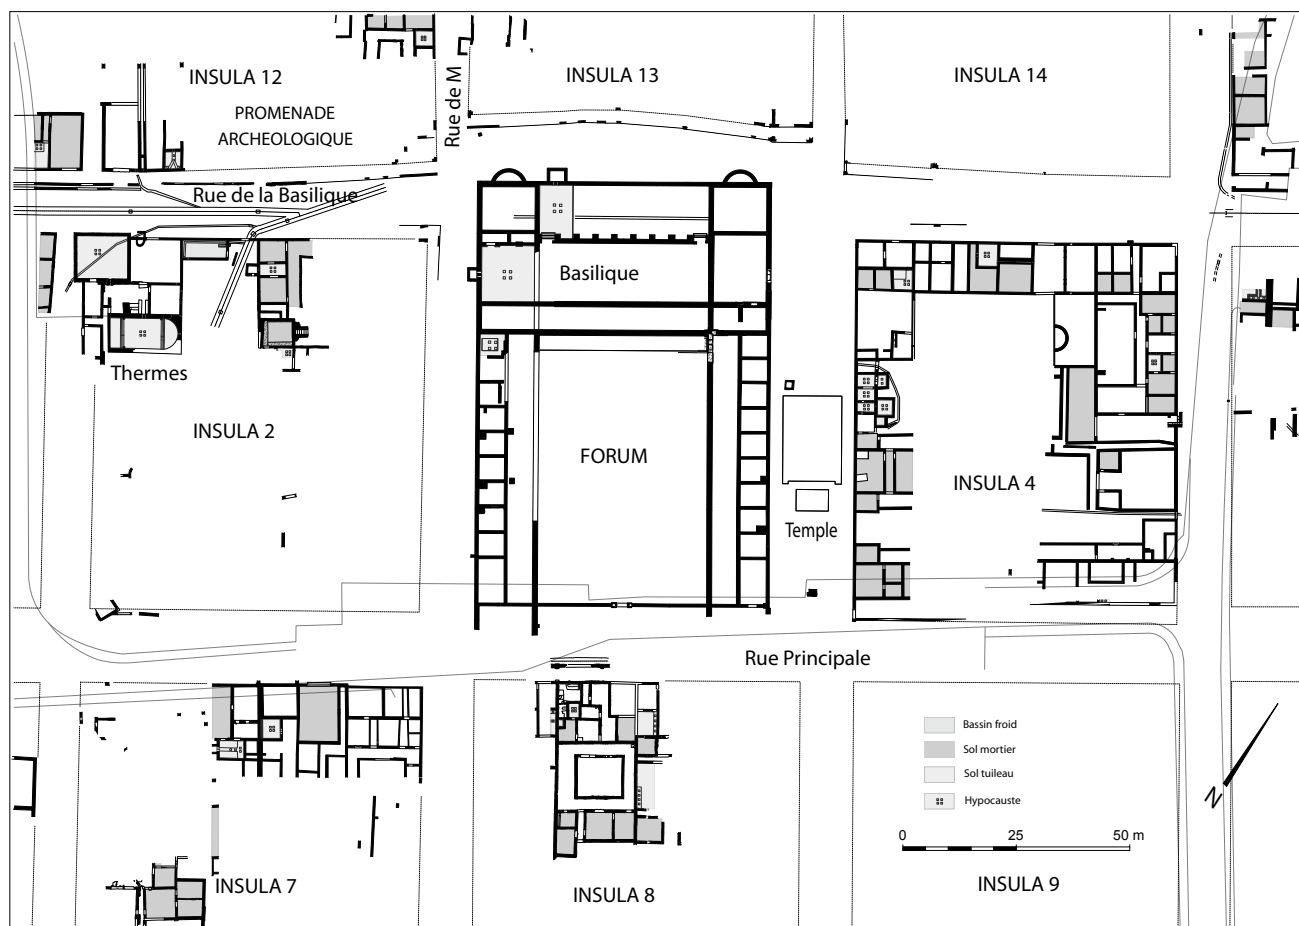 INSULA 12
INSULA 13
INSULA 14
PROMENADE
ARCHEOLOGIQUE
Rue de M
Rue de la Basilique
Basilique
Thermes
INSULA 2
FORUM
INSULA 4
Temple
Rue Principale
Bassin froid
Sol mortier
Sol tuileau
Hypocauste
N
0 25 50 m
INSULA 7
INSULA 8
INSULA 9